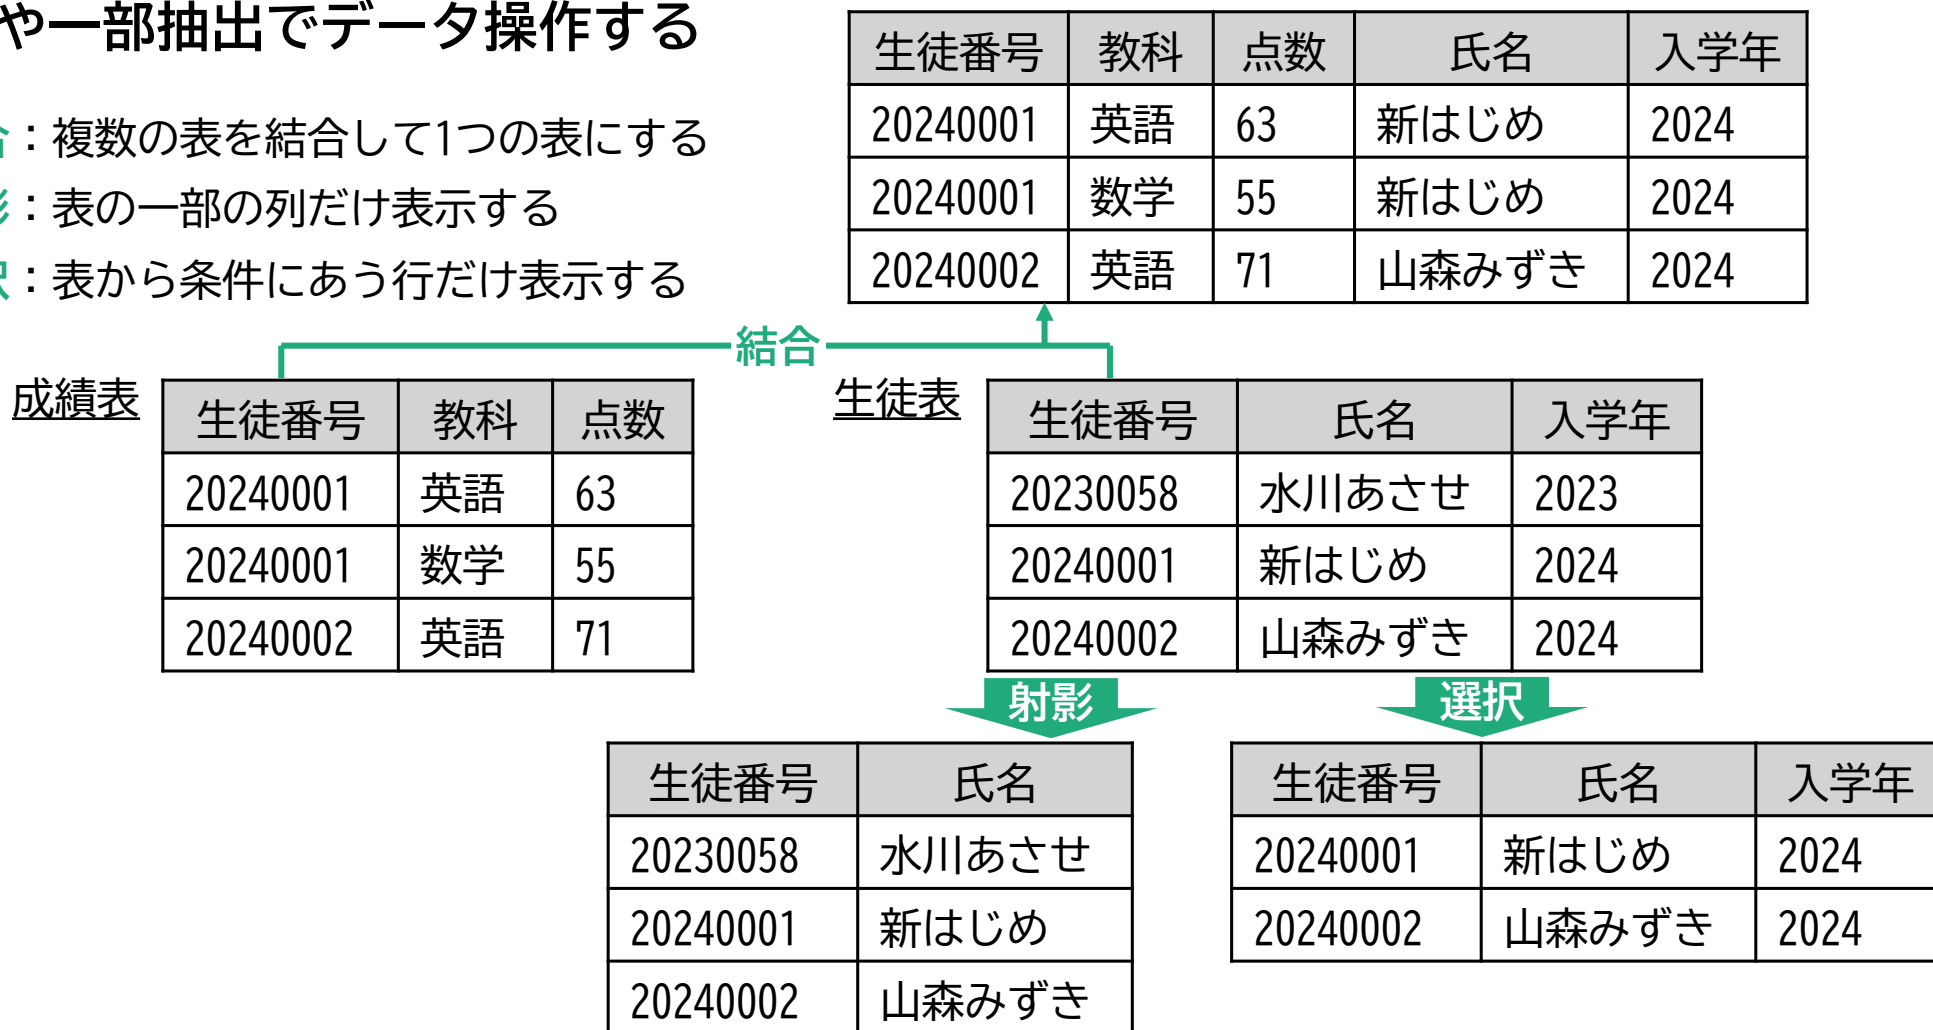 や一部抽出でデータ操作する
合：複数の表を結合して1つの表にする
影：表の一部の列だけ表示する
択：表から条件にあう行だけ表示する
生徒番号 教科 点数 氏名 入学年
20240001 英語 63 新はじめ 2024
20240001 数学 55 新はじめ 2024
20240002 英語 71 山森みずき 2024
結合
成績表
生徒番号 教科 点数
20240001 英語 63
20240001 数学 55
20240002 英語 71
生徒表
生徒番号 氏名 入学年
20230058 水川あさせ 2023
20240001 新はじめ 2024
20240002 山森みずき 2024
射影
選択
生徒番号 氏名
20230058 水川あさせ
20240001 新はじめ
20240002 山森みずき
生徒番号 氏名 入学年
20240001 新はじめ 2024
20240002 山森みずき 2024